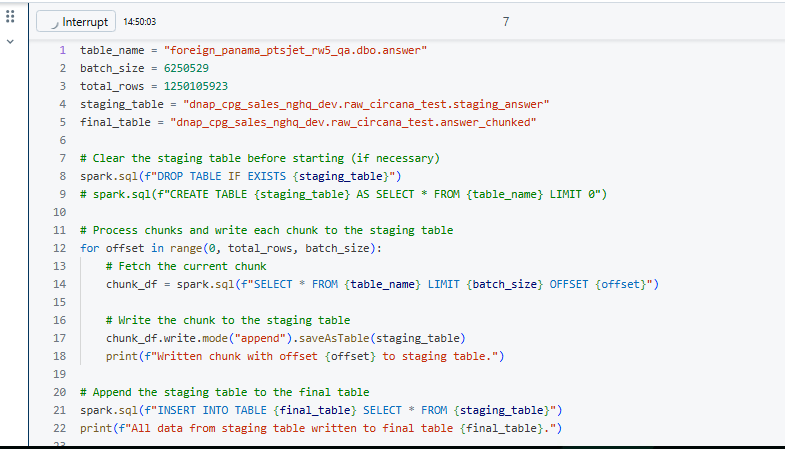 Interrupt 14:50:03 7
1 table_name = "foreign_panama_ptsjet_rw5_qa.dbo.answer"
2 batch_size = 6250529
3 total_rows = 1250105923
4 staging_table = "dnap_cpg_sales_nghq_dev.raw_circana_test.staging_answer"
5 final_table = "dnap_cpg_sales_nghq_dev.raw_circana_test.answer_chunked"
6
7 # Clear the staging table before starting (if necessary)
8 spark.sql(f"DROP TABLE IF EXISTS {staging_table}")
9 # spark.sql(f"CREATE TABLE {staging_table} AS SELECT * FROM {table_name} LIMIT 0")
10
11 # Process chunks and write each chunk to the staging table
12 for offset in range(0, total_rows, batch_size):
13     # Fetch the current chunk
14     chunk_df = spark.sql(f"SELECT * FROM {table_name} LIMIT {batch_size} OFFSET {offset}")
15
16     # Write the chunk to the staging table
17     chunk_df.write.mode("append").saveAsTable(staging_table)
18     print(f"Written chunk with offset {offset} to staging table.")
19
20 # Append the staging table to the final table
21 spark.sql(f"INSERT INTO TABLE {final_table} SELECT * FROM {staging_table}")
22 print(f"All data from staging table written to final table {final_table}.")
23